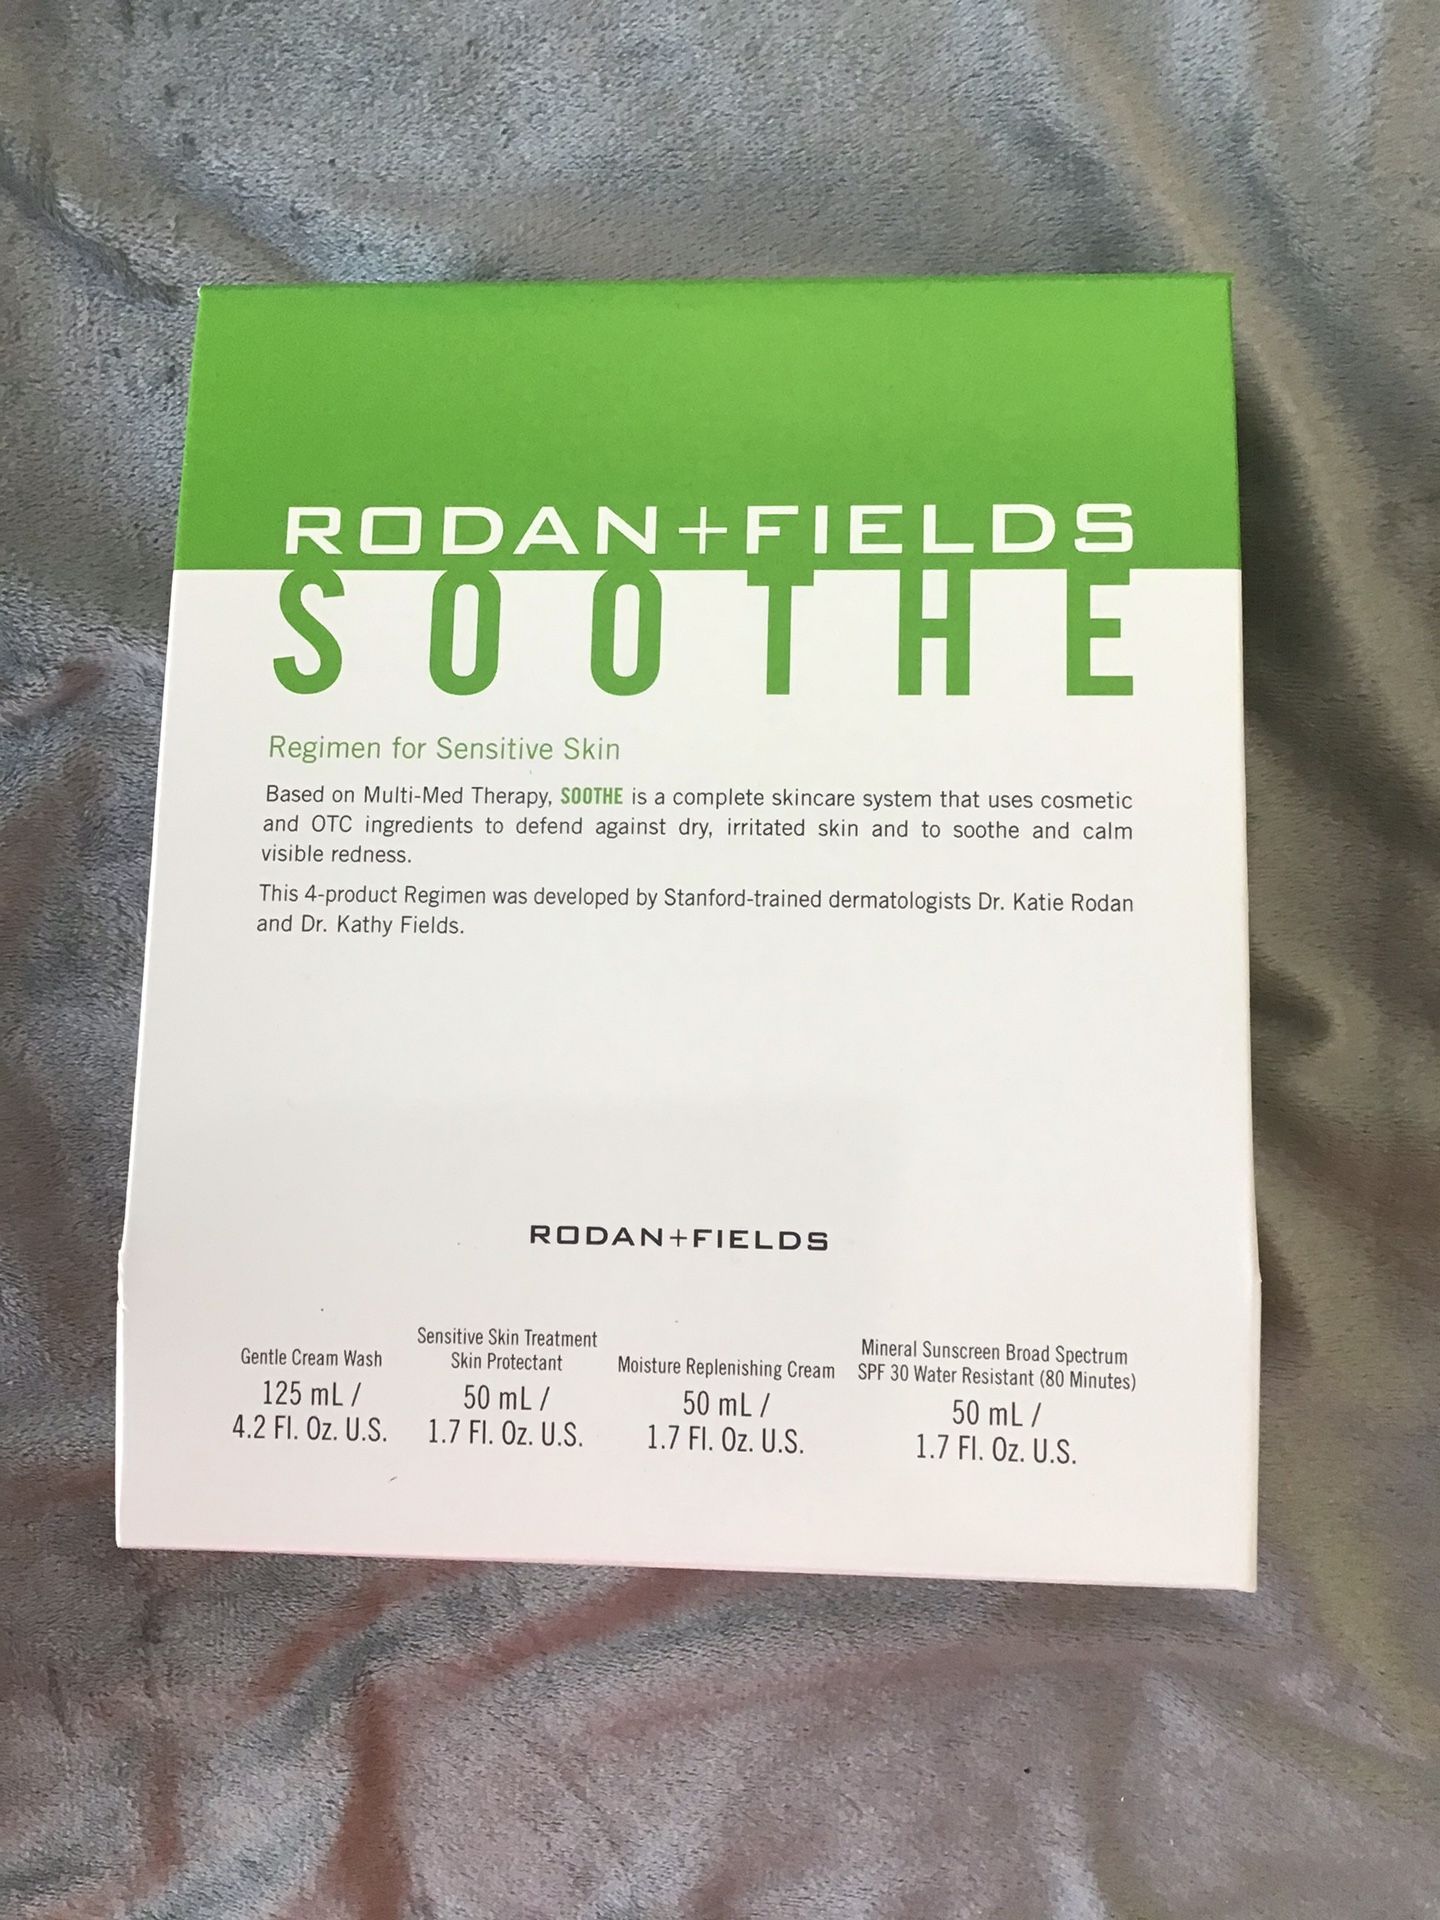 RODAN+FIELDS
SOOTHE
Regimen for Sensitive Skin
Based on Multi-Med Therapy, SOOTHE is a complete skincare system that uses cosmetic
and OTC ingredients to defend against dry, irritated skin and to soothe and calm
visible redness.
This 4-product Regimen was developed by Stanford-trained dermatologists Dr. Katie Rodan
and Dr. Kathy Fields.
RODAN+FIELDS
Gentle Cream Wash
125 mL /
4.2 Fl. Oz. U.S.
Sensitive Skin Treatment
Skin Protectant
50 mL /
1.7 Fl. Oz. U.S.
Moisture Replenishing Cream
50 mL /
1.7 Fl. Oz. U.S.
Mineral Sunscreen Broad Spectrum
SPF 30 Water Resistant (80 Minutes)
50 mL /
1.7 Fl. Oz. U.S.